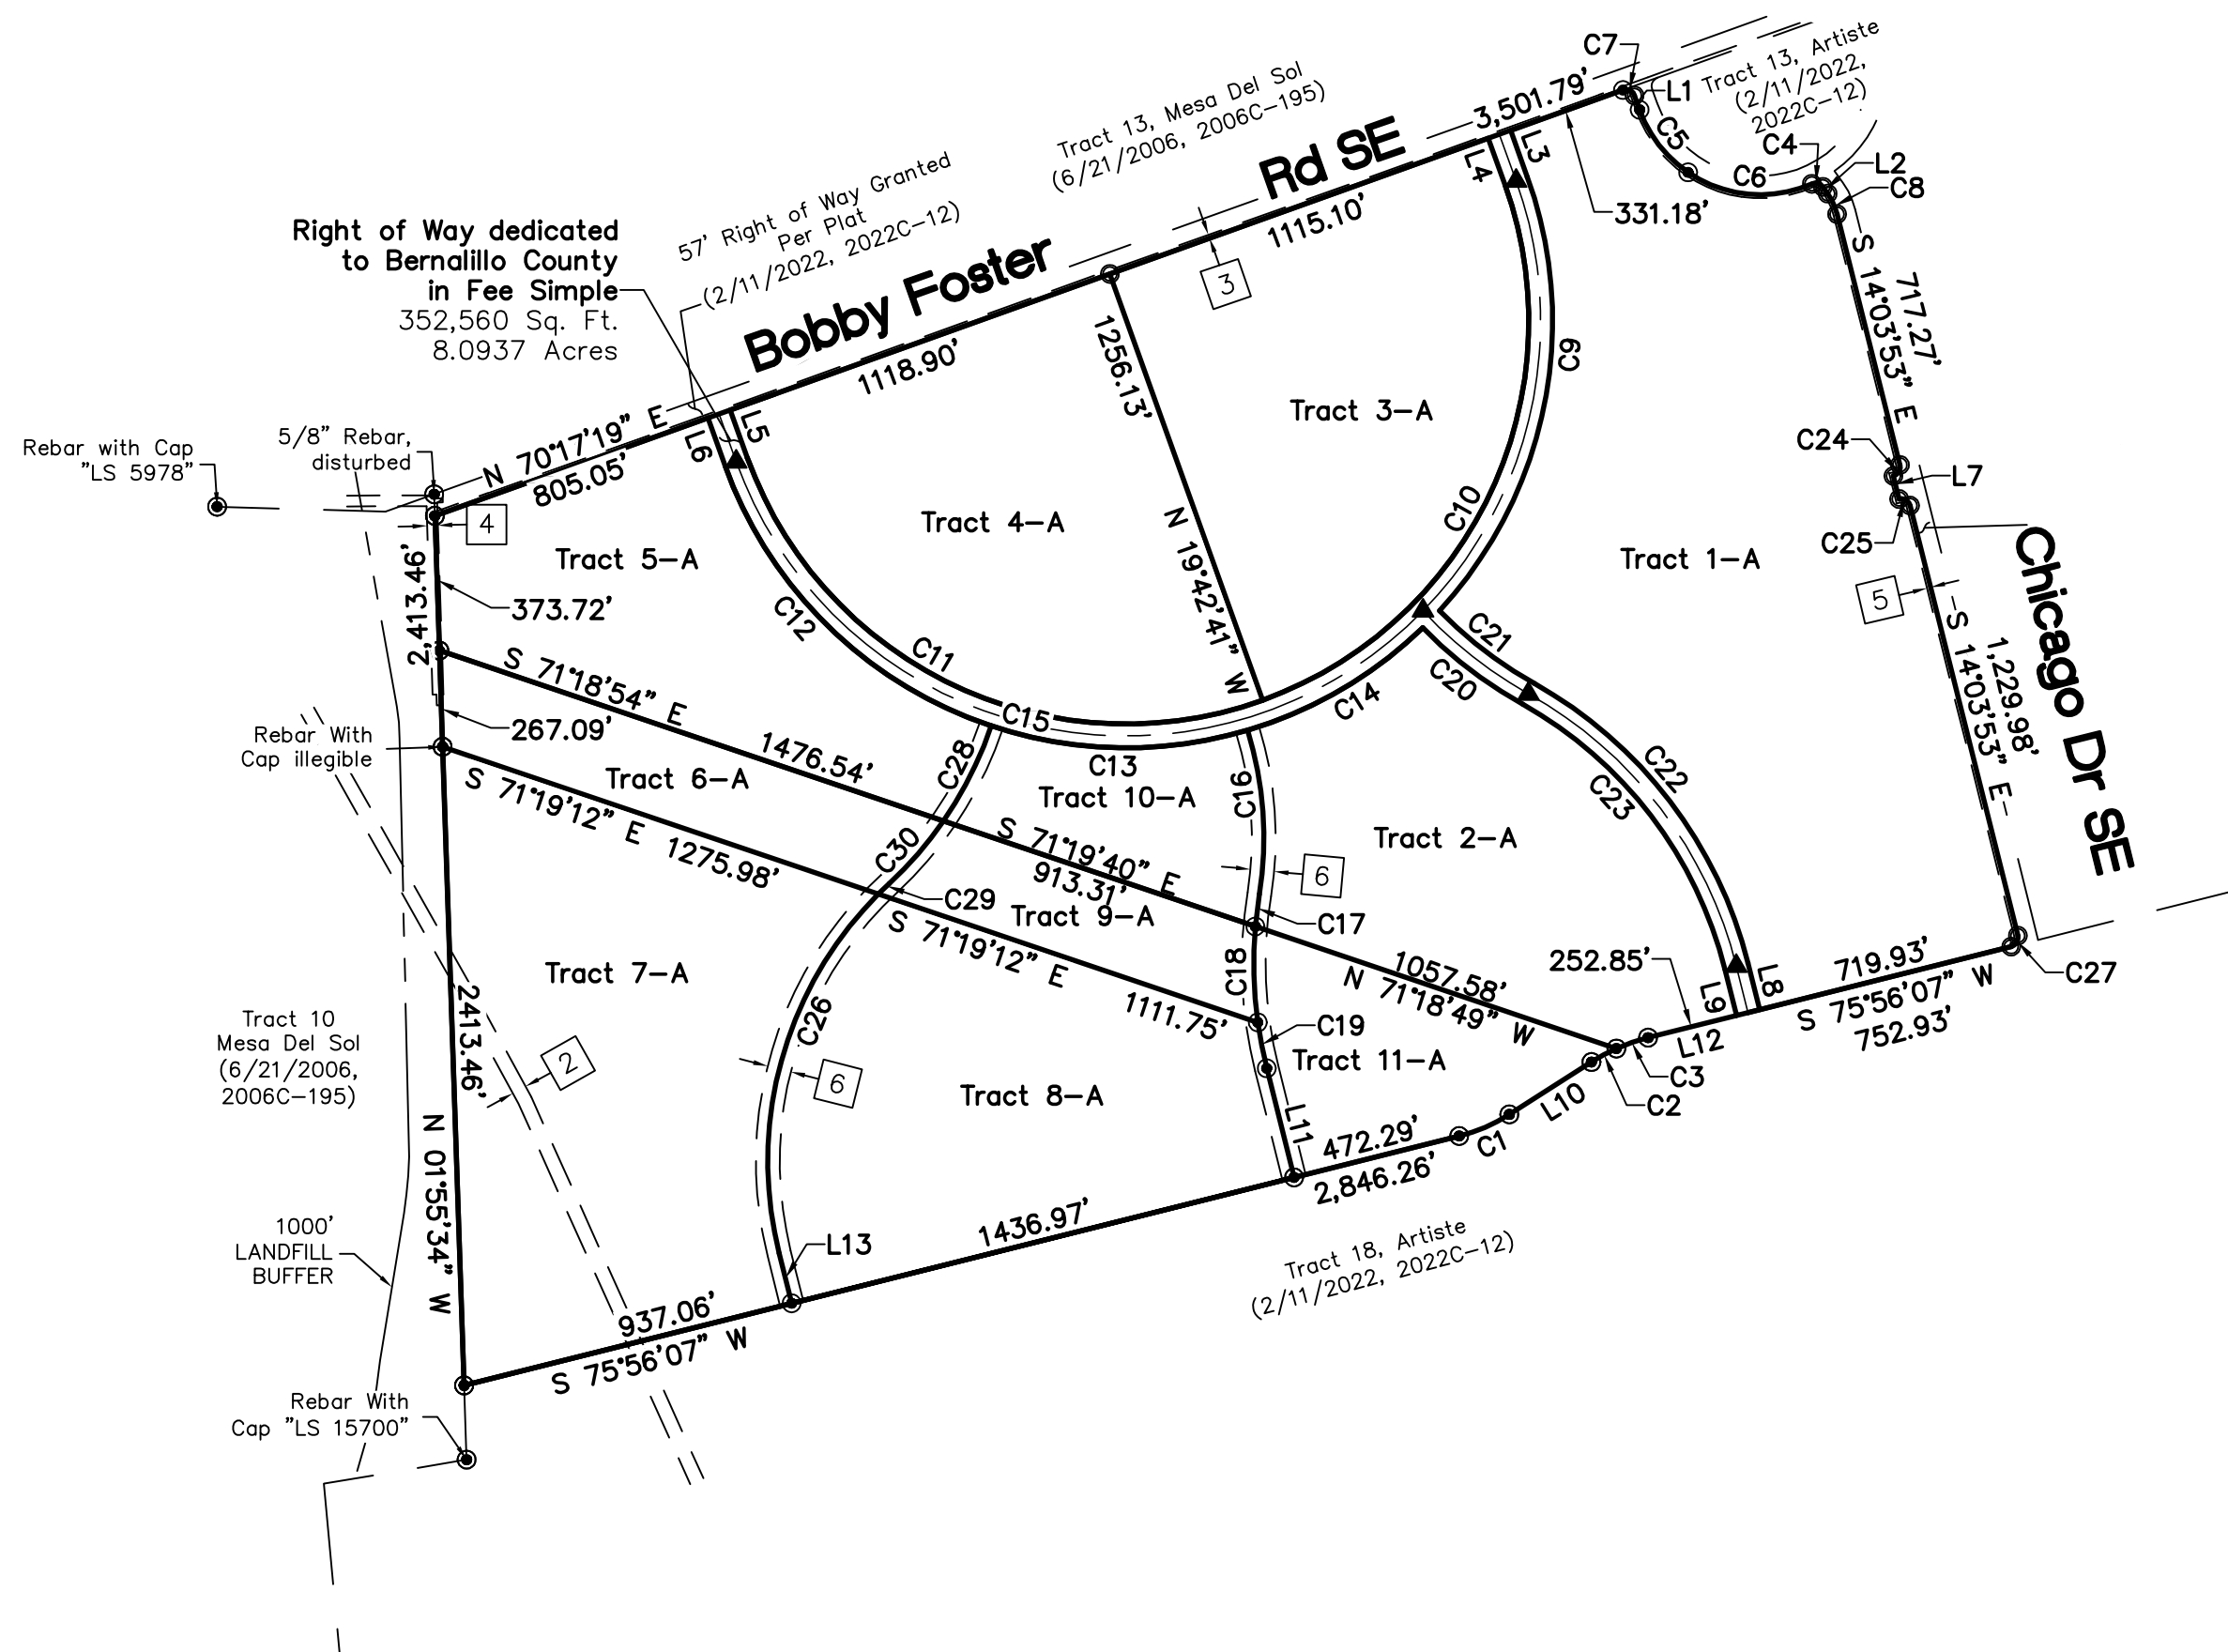 C7
3,501.79'
L1
Tract 13, Artiste
(2/11/2022,
2022C-12)
C5
C4
C6
L2
C8
Tract 13, Mesa Del Sol
(6/21/2006, 2006C-195)
Rd SE
L3
L4
331.18'
1115.10'
3
57' Right of Way Granted
Per Plat
(2/11/2022, 2022C-12)
Right of Way dedicated
to Bernalillo County
in Fee Simple
352,560 Sq. Ft.
8.0937 Acres
Bobby Foster
1118.90'
1256.13'
N 19°42'41" W
S 14°03'53" E
717.27'
C9
Tract 3-A
Rebar with Cap
"LS 5978"
5/8" Rebar,
disturbed
N 70°17'19" E
805.05'
L5
L6
4
Tract 5-A
Tract 4-A
C10
Tract 1-A
C24
L7
C25
5
Chicago Dr SE
S 14°03'53" E
1,229.98'
2,413.46'
373.72'
C12
C11
C21
C20
S 71°18'54" E
1476.54'
267.09'
Rebar With
Cap illegible
C15
C14
C13
C28
Tract 6-A
Tract 10-A
C16
C22
C23
S 71°19'12" E 1275.98'
C30
S 71°19'40" E
913.31'
Tract 2-A
6
C29
Tract 9-A
C17
S 71°19'12" E
1111.75'
C18
1057.58'
N 71°18'49" W
252.85'
L9
L8
719.93'
S 75°56'07" W
752.93'
C27
Tract 7-A
2413.46'
C26
C19
Tract 11-A
L12
C3
C2
L10
C1
Tract 10
Mesa Del Sol
(6/21/2006,
2006C-195)
2
6
Tract 8-A
L11
472.29'
2,846.26'
N 01°55'34" W
1436.97'
L13
1000'
LANDFILL
BUFFER
Tract 18, Artiste
(2/11/2022, 2022C-12)
937.06'
S 75°56'07" W
Rebar With
Cap "LS 15700"